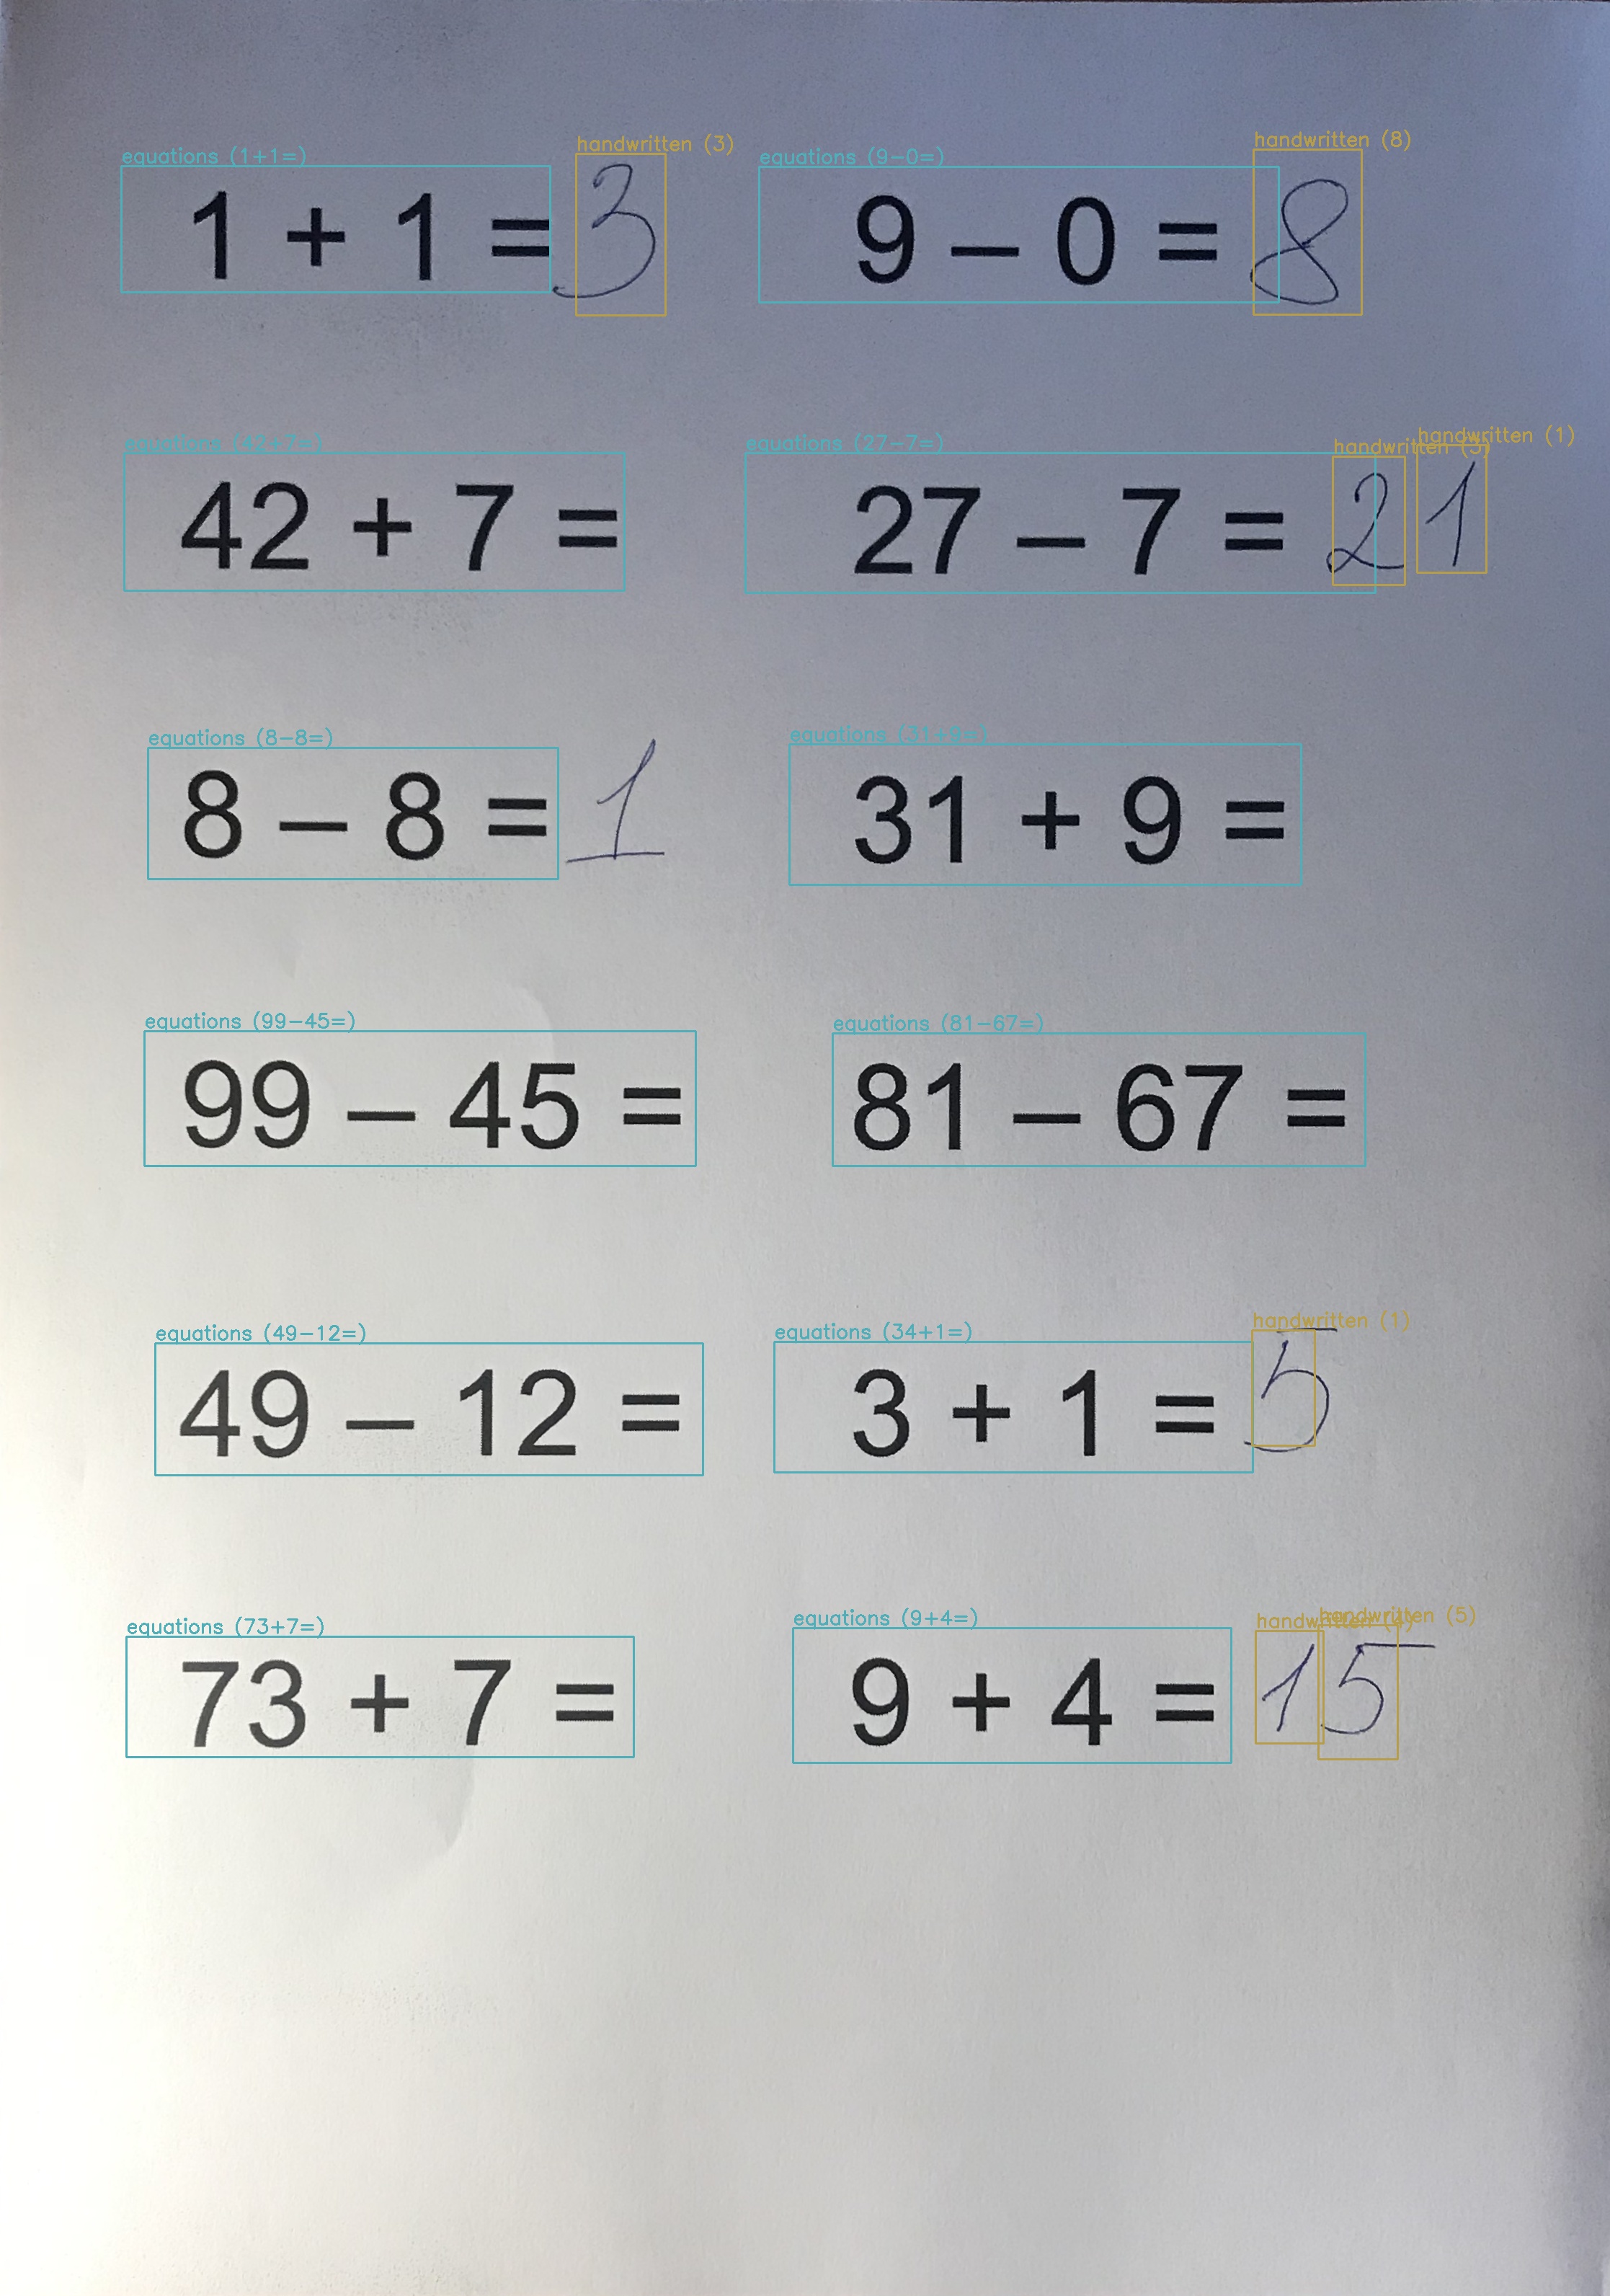 equations (1+1=) handwritten (3) equations (9-0=) handwritten (8)
1 + 1 = 3 9 – 0 = 8
equations (42+7=) equations (27-7=) handwritten (3) handwritten (1)
42 + 7 = 27 – 7 = 21
equations (8-8=) equations (31+9=)
8 – 8 = 1 31 + 9 =
equations (99-45=) equations (81-67=)
99 – 45 = 81 – 67 =
equations (49-12=) equations (34+1=) handwritten (1)
49 – 12 = 3 + 1 = 5
equations (73+7=) equations (9+4=) handwritten handwritten (5)
73 + 7 = 9 + 4 = 15